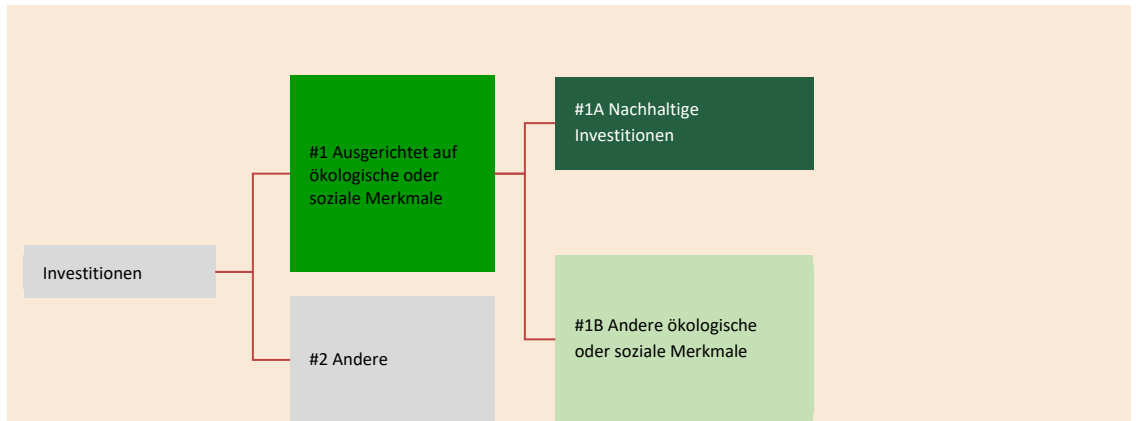 #1A Nachhaltige
Investitionen
#1 Ausgerichtet auf
ökologische oder
soziale Merkmale
Investitionen
#1B Andere ökologische
oder soziale Merkmale
#2 Andere